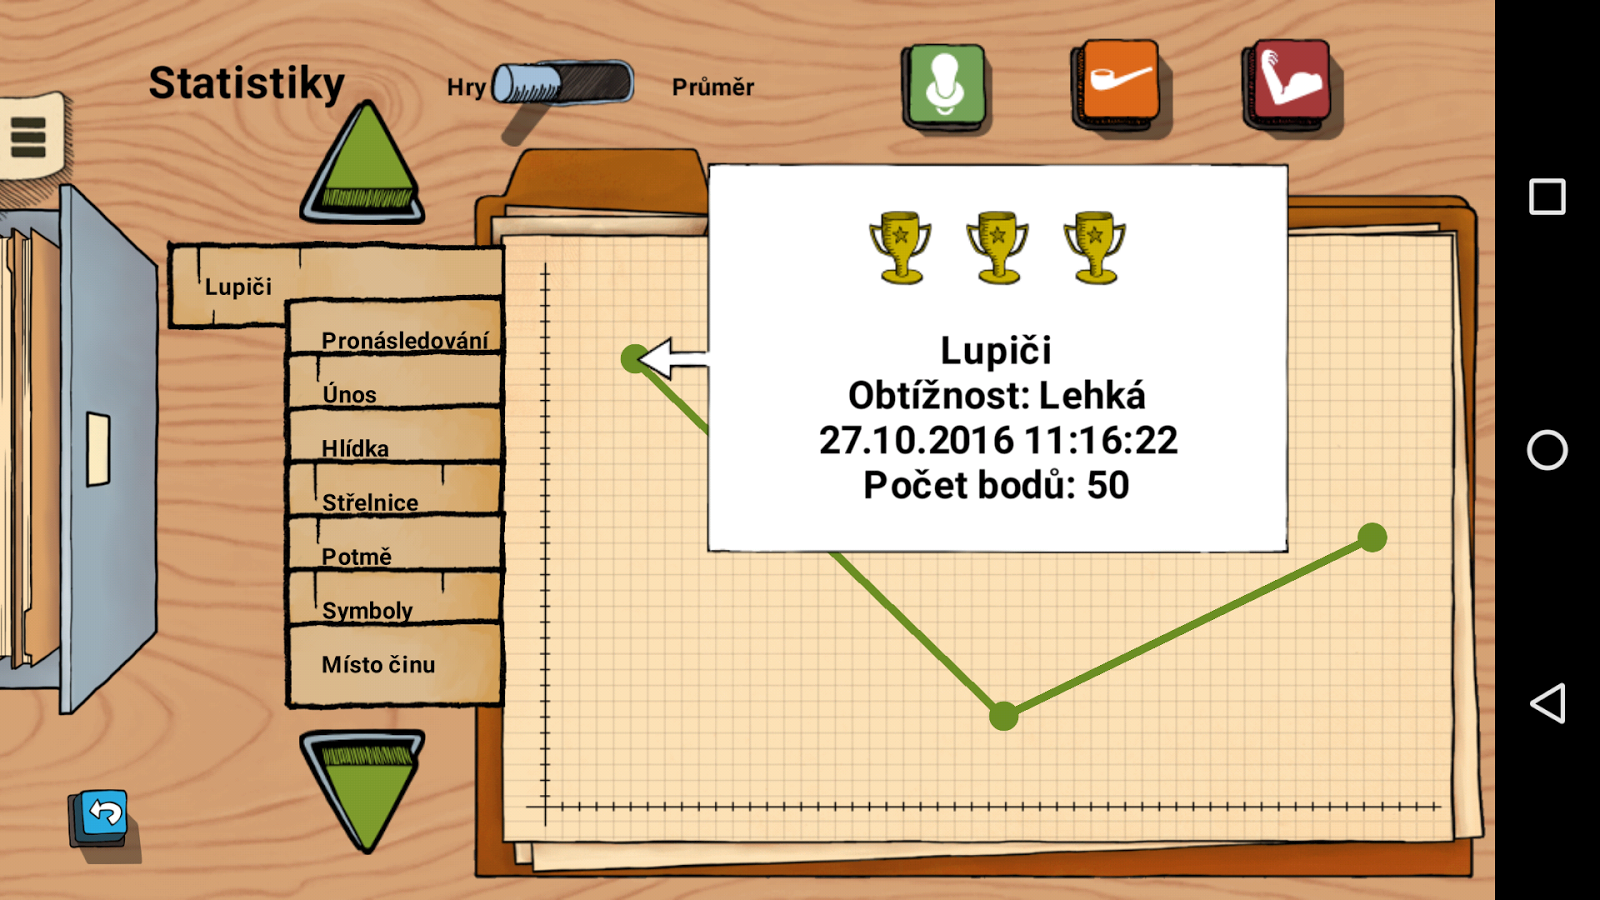 Statistiky
Hry
Průměr
Lupiči
Pronásledování
Únos
Hlídka
Střelnice
Potmě
Symboly
Místo činu
Lupiči
Obtížnost: Lehká
27.10.2016 11:16:22
Počet bodů: 50